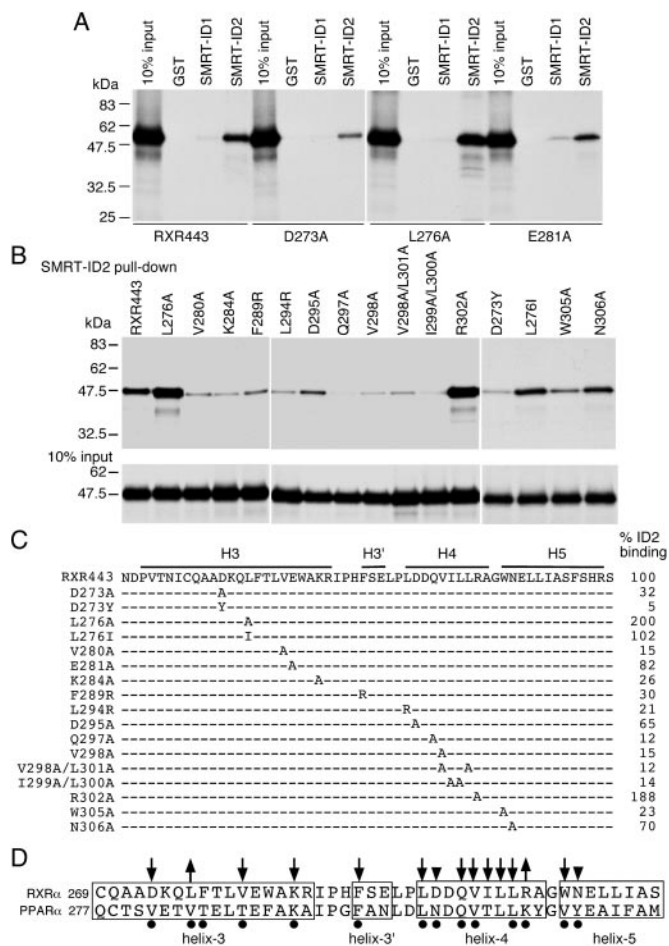 A
10% input GST SMRT-ID1 SMRT-ID2 10% input GST SMRT-ID1 SMRT-ID2 10% input GST SMRT-ID1 SMRT-ID2 10% input GST SMRT-ID1 SMRT-ID2
kDa
83
62
47.5
32.5
25
RXR443 D273A L276A E281A
B
SMRT-ID2 pull-down
RXR443 L276A V280A K284A F289R L294R D295A Q297A V298A V298A/L301A I299A/L300A R302A D273Y L276I W305A N306A
kDa
83
62
47.5
32.5
10% input
62
47.5
C
H3 H3' H4 H5 % ID2 binding
RXR443 NDPVTNICQAADKQLFTLVEWAKRIPHFSELPLDDQVILLRAGWNELLIASFSHRS 100
D273A -----------A-------------------------------------------- 32
D273Y -----------Y-------------------------------------------- 5
L276A --------------A----------------------------------------- 200
L276I --------------I----------------------------------------- 102
V280A ------------------A------------------------------------- 15
E281A -------------------A------------------------------------ 82
K284A ----------------------A--------------------------------- 26
F289R ---------------------------R---------------------------- 30
L294R --------------------------------R----------------------- 21
D295A ---------------------------------A---------------------- 65
Q297A -----------------------------------A-------------------- 12
V298A ------------------------------------A------------------- 15
V298A/L301A ------------------------------------A--A---------------- 12
I299A/L300A -------------------------------------AA----------------- 14
R302A ----------------------------------------A--------------- 188
W305A -------------------------------------------A------------ 23
N306A --------------------------------------------A----------- 70
D
RXRα 269 CQAADKQLFTLVEWAKRIPHFSELPLDDQVILLRAGWNELLIAS
PPARα 277 CQTSVETVTELTEFAKAIPGFANLDLNDQVTLLKYGVYEAIFAM
helix-3 helix-3' helix-4 helix-5